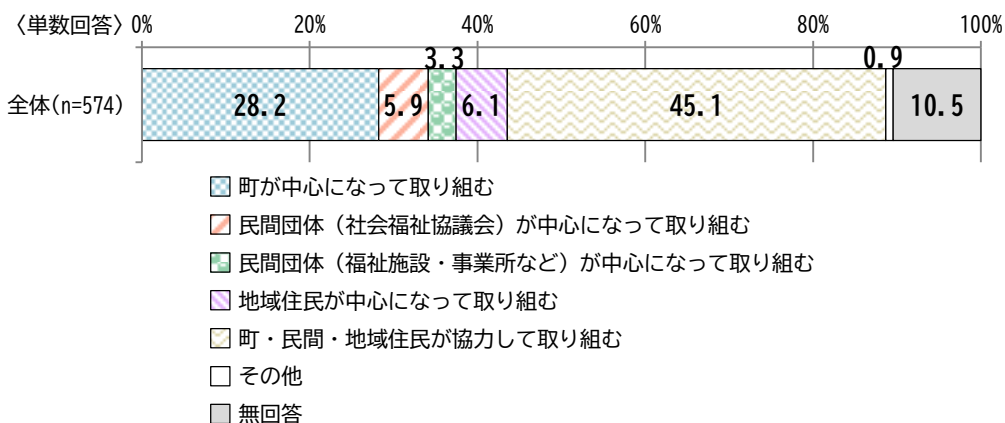 〈単数回答〉 0% 20% 40% 60% 80% 100%
3.3 0.9
全体(n=574) 28.2 5.9 6.1 45.1 10.5
町が中心になって取り組む
民間団体（社会福祉協議会）が中心になって取り組む
民間団体（福祉施設・事業所など）が中心になって取り組む
地域住民が中心になって取り組む
町・民間・地域住民が協力して取り組む
その他
無回答